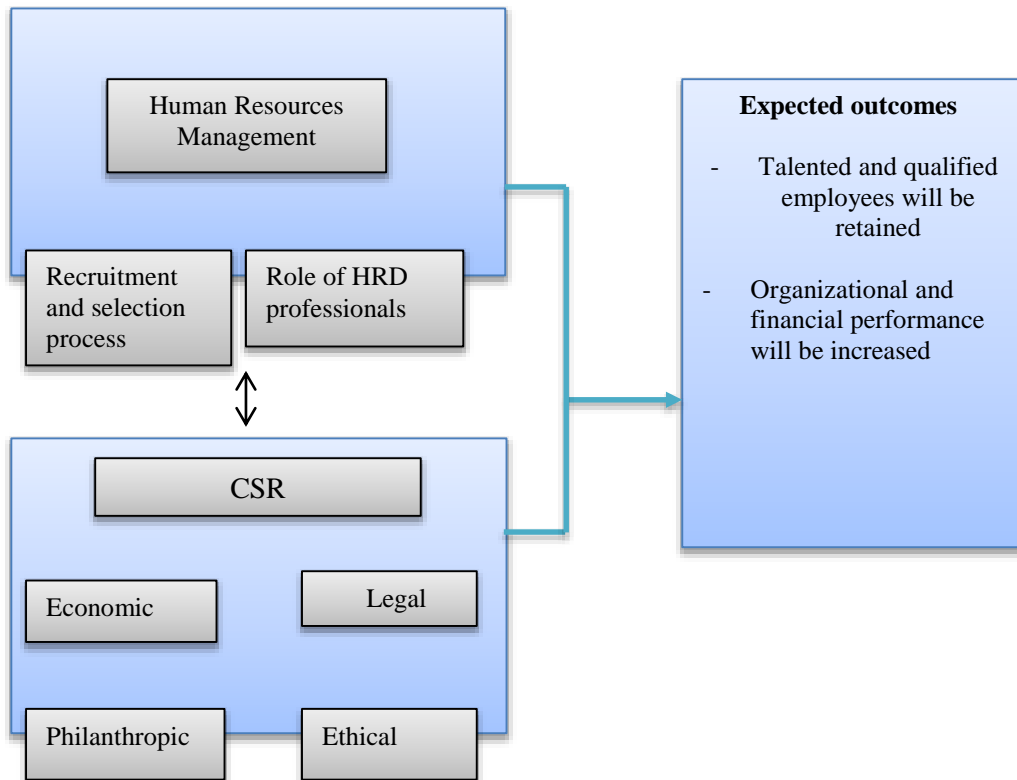 Human Resources
Management
Recruitment
and selection
process
Role of HRD
professionals
CSR
Economic
Legal
Philanthropic
Ethical
Expected outcomes
- Talented and qualified
employees will be
retained
- Organizational and
financial performance
will be increased